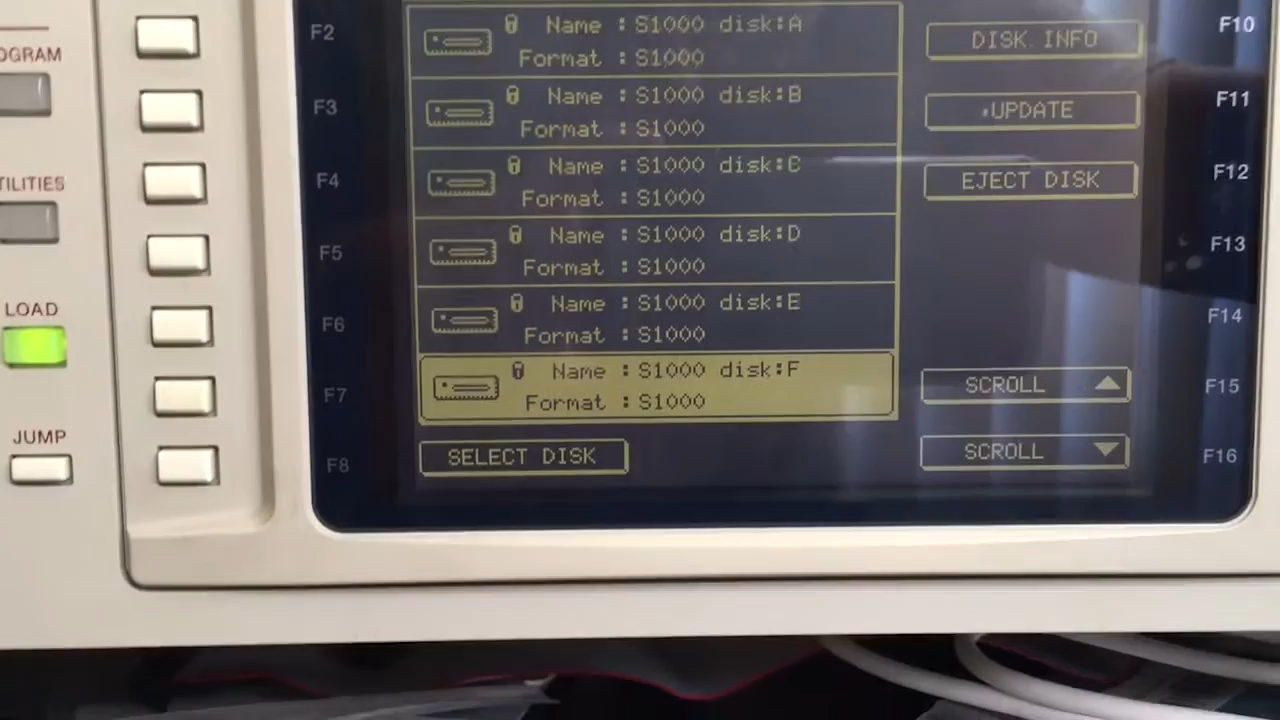 F2
Name : S1000 disk:A
Format : S1000
DISK INFO
F10
OGRAM
F3
Name : S1000 disk:B
Format : S1000
UPDATE
F11
TILITIES
F4
Name : S1000 disk:C
Format : S1000
EJECT DISK
F12
F5
Name : S1000 disk:D
Format : S1000
F13
LOAD
F6
Name : S1000 disk:E
Format : S1000
F14
F7
Name : S1000 disk:F
Format : S1000
SCROLL
F15
JUMP
F8
SELECT DISK
SCROLL
F16